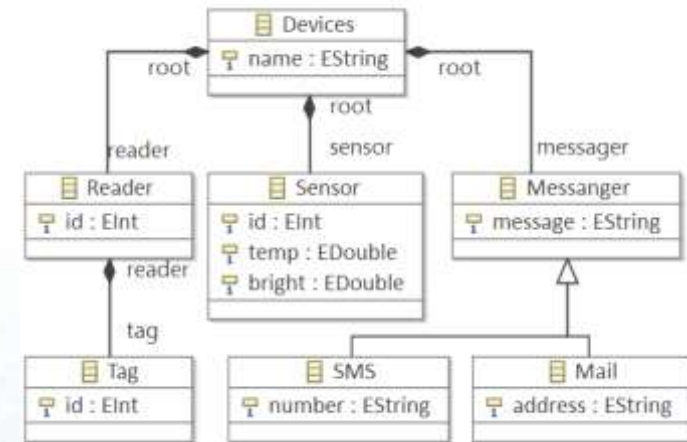 Devices
name : EString
root
root
root
reader
sensor
messager
Reader
id : EInt
Sensor
id : EInt
temp : EDouble
bright : EDouble
Messanger
message : EString
reader
tag
Tag
id : EInt
SMS
number : EString
Mail
address : EString